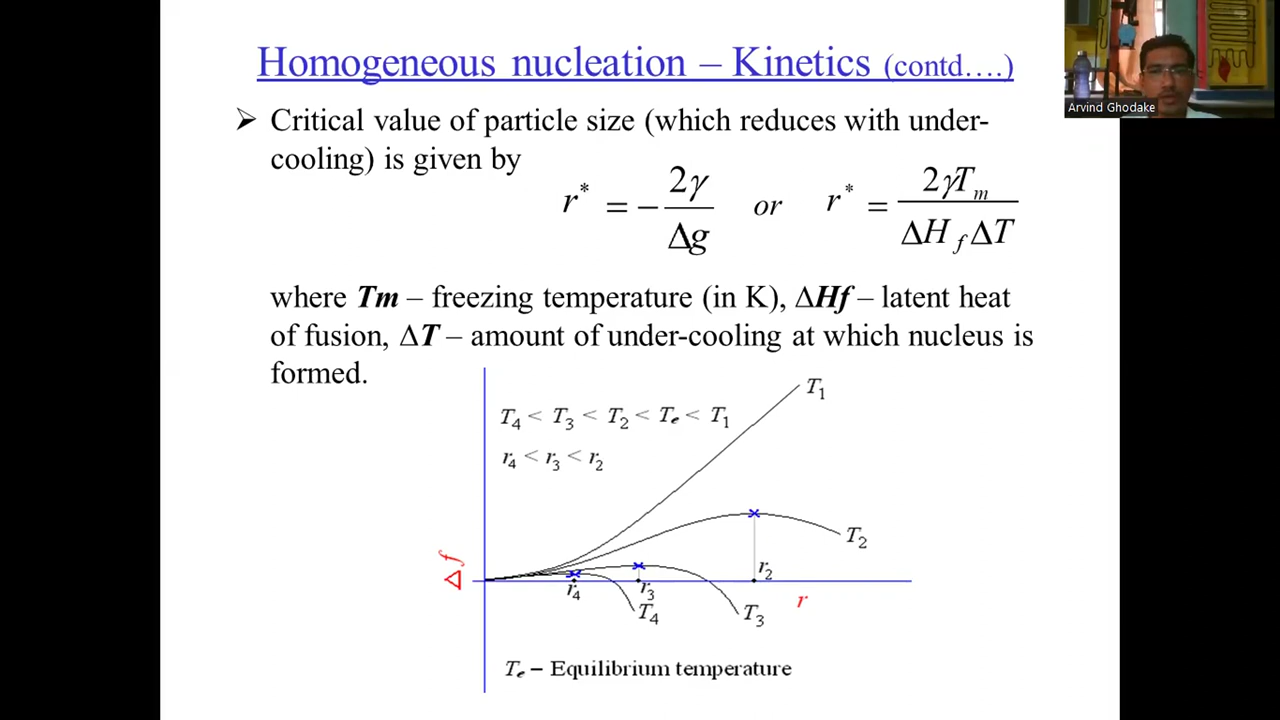 Homogeneous nucleation – Kinetics (contd….)
Arvind Ghodake
➢ Critical value of particle size (which reduces with under-
cooling) is given by
r* = − 2γ / Δg or r* = 2γTm / ΔHfΔT
where Tm – freezing temperature (in K), ΔHf – latent heat
of fusion, ΔT – amount of under-cooling at which nucleus is
formed.
T1
T4 < T3 < T2 < Te < T1
r4 < r3 < r2
T2
Δf
r4
r3
r2
r
T4
T3
Te – Equilibrium temperature